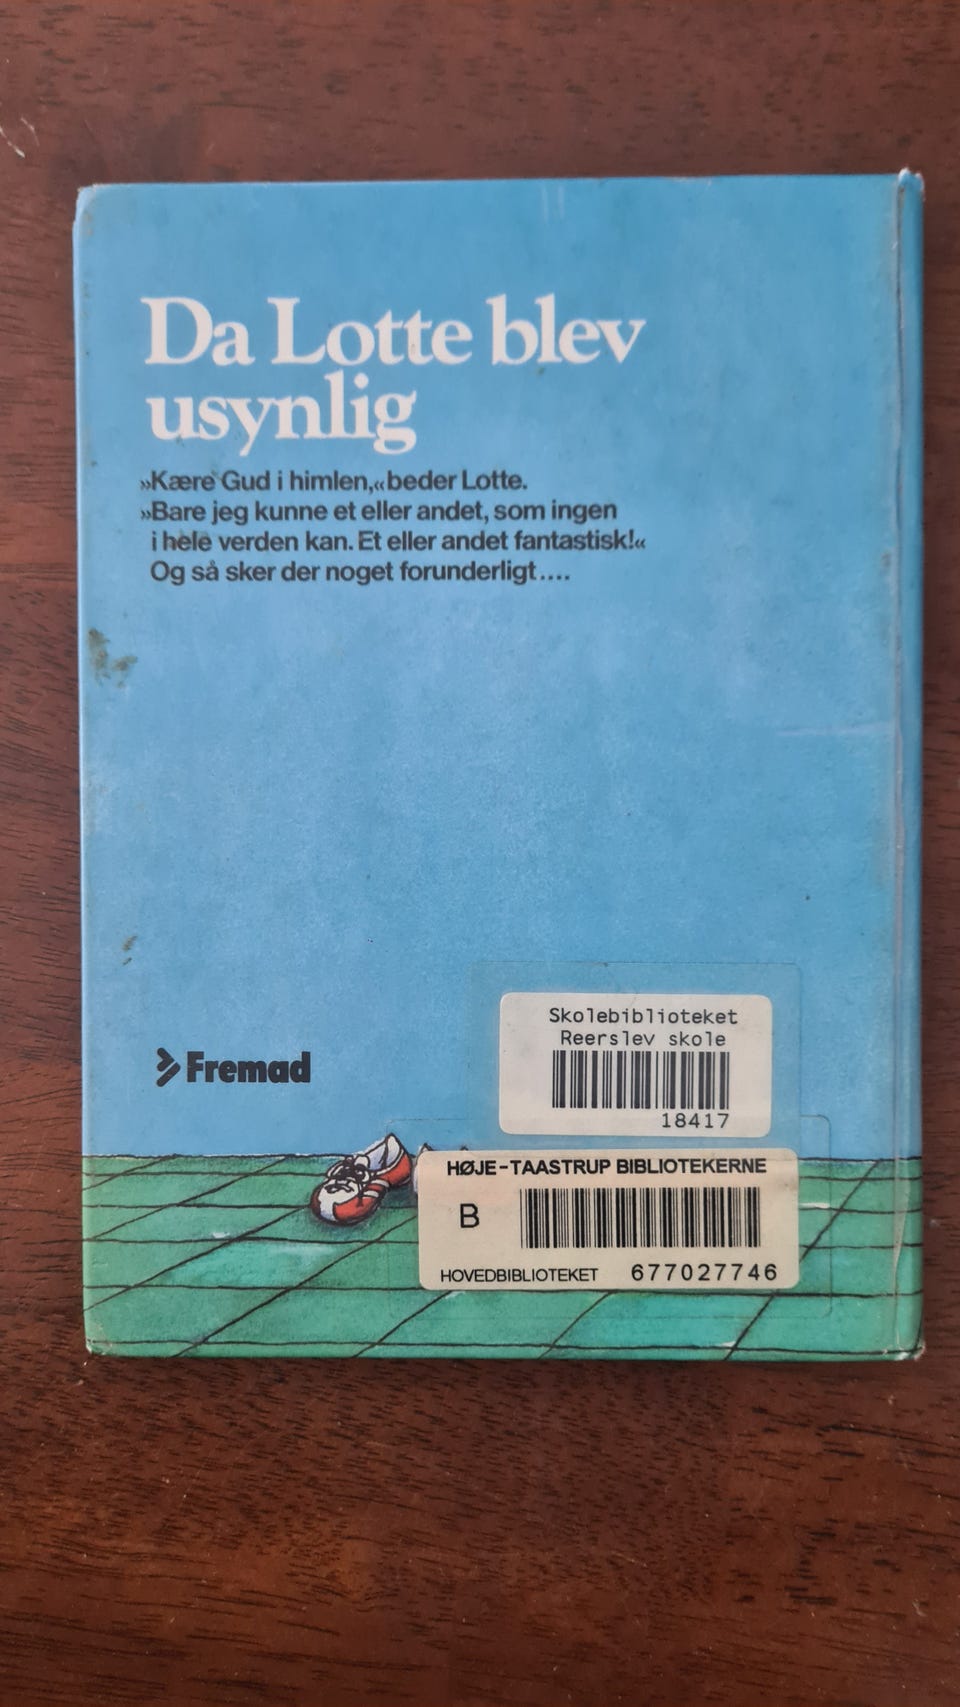 Da Lotte blev
usynlig
»Kære Gud i himlen,« beder Lotte.
»Bare jeg kunne et eller andet, som ingen
i hele verden kan. Et eller andet fantastisk!«
Og så sker der noget forunderligt....
Fremad
Skolebiblioteket
Reerslev skole
18417
HØJE-TAASTRUP BIBLIOTEKERNE
B
HOVEDBIBLIOTEKET 677027746